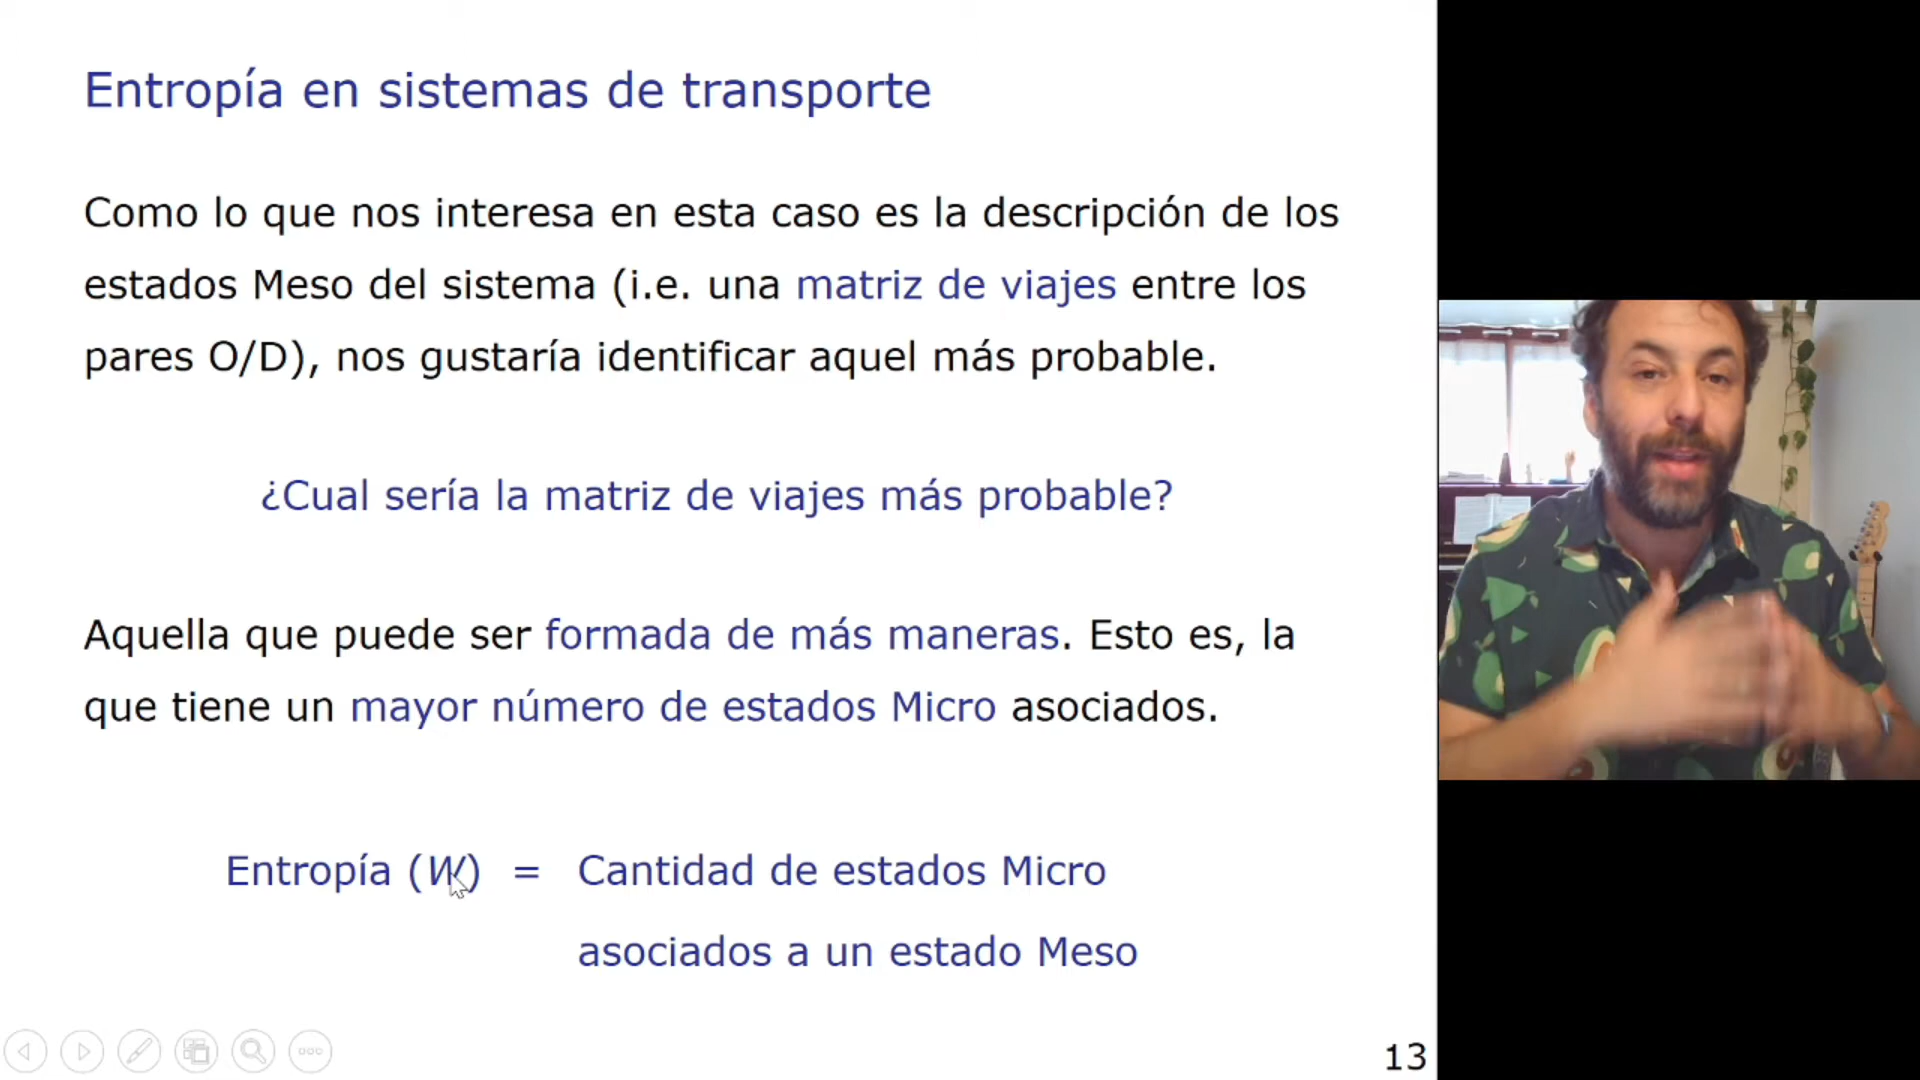 Entropía en sistemas de transporte
Como lo que nos interesa en esta caso es la descripción de los
estados Meso del sistema (i.e. una matriz de viajes entre los
pares O/D), nos gustaría identificar aquel más probable.
¿Cual sería la matriz de viajes más probable?
Aquella que puede ser formada de más maneras. Esto es, la
que tiene un mayor número de estados Micro asociados.
Entropía (W) = Cantidad de estados Micro
asociados a un estado Meso
13